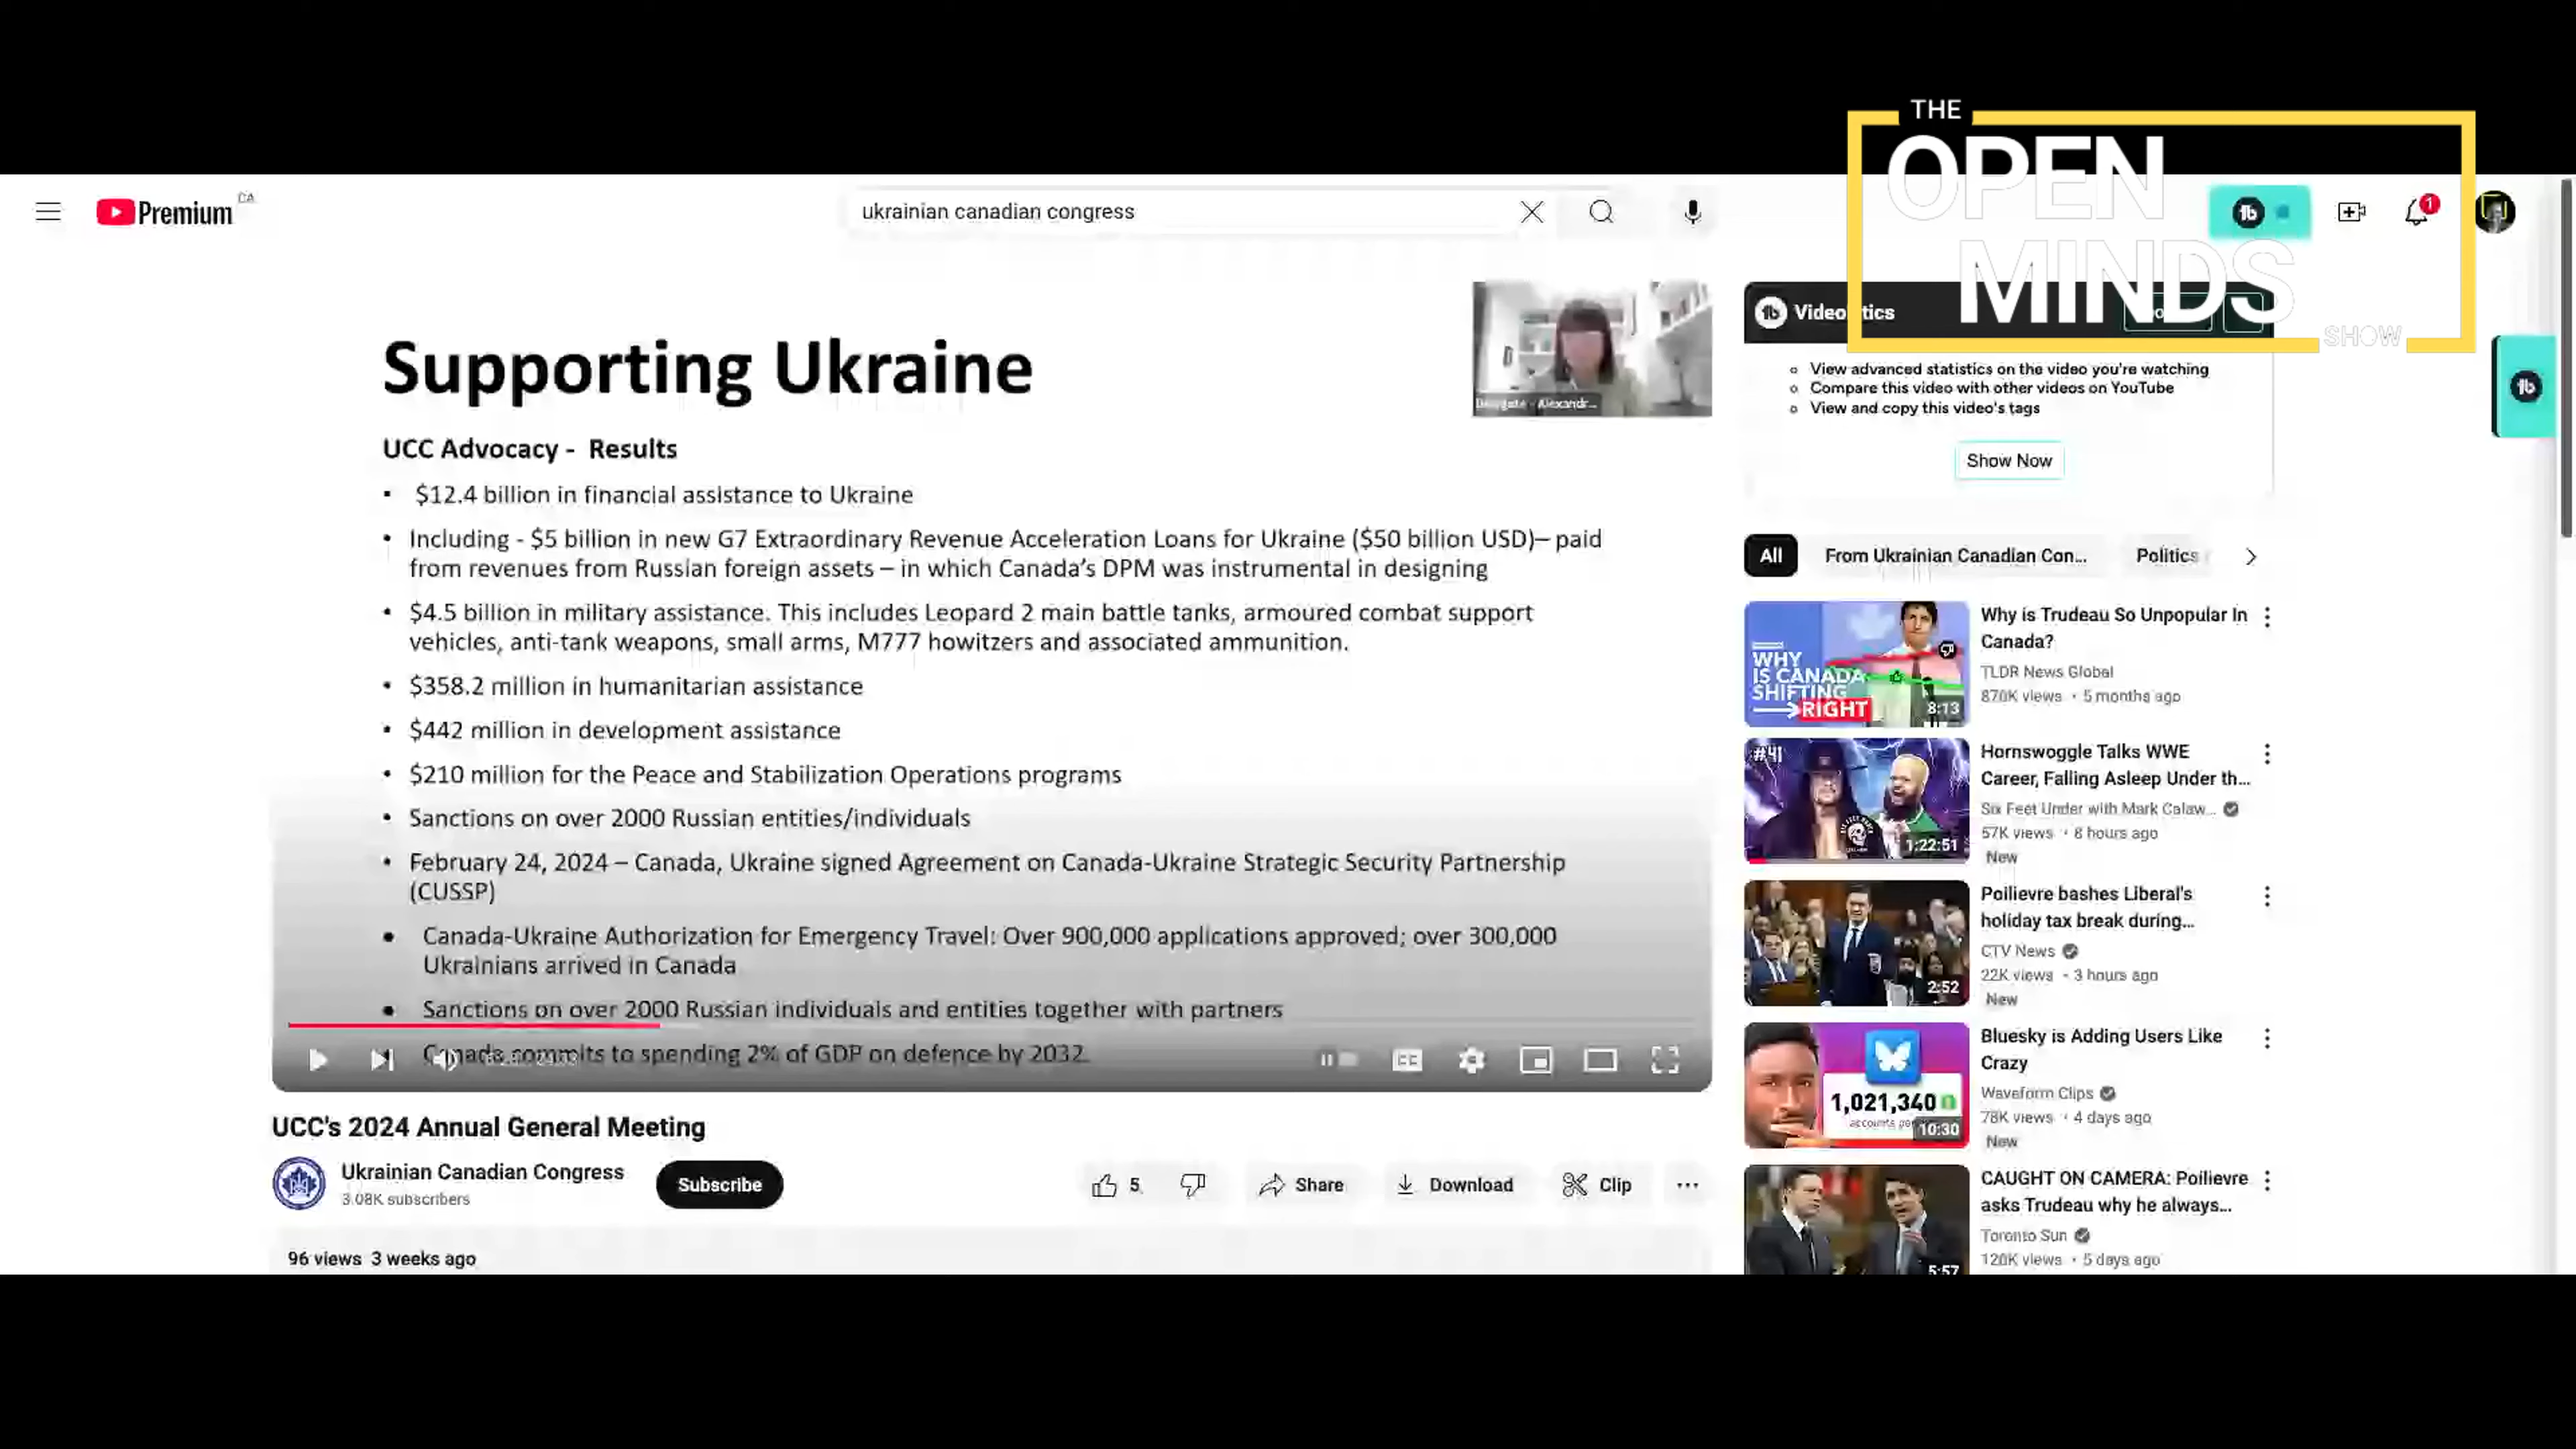 THE
OPEN
MINDS
SHOW
Premium
CA
ukrainian canadian congress
1
Supporting Ukraine
UCC Advocacy - Results
▪ $12.4 billion in financial assistance to Ukraine
• Including - $5 billion in new G7 Extraordinary Revenue Acceleration Loans for Ukraine ($50 billion USD)– paid
from revenues from Russian foreign assets – in which Canada's DPM was instrumental in designing
• $4.5 billion in military assistance. This includes Leopard 2 main battle tanks, armoured combat support
vehicles, anti-tank weapons, small arms, M777 howitzers and associated ammunition.
• $358.2 million in humanitarian assistance
• $442 million in development assistance
• $210 million for the Peace and Stabilization Operations programs
• Sanctions on over 2000 Russian entities/individuals
• February 24, 2024 – Canada, Ukraine signed Agreement on Canada-Ukraine Strategic Security Partnership
(CUSSP)
• Canada-Ukraine Authorization for Emergency Travel: Over 900,000 applications approved; over 300,000
Ukrainians arrived in Canada
• Sanctions on over 2000 Russian individuals and entities together with partners
Canada commits to spending 2% of GDP on defence by 2032.
CC
UCC's 2024 Annual General Meeting
Ukrainian Canadian Congress
3.08K subscribers
Subscribe
5
Share
Download
Clip
96 views 3 weeks ago
View advanced statistics on the video you're watching
Compare this video with other videos on YouTube
View and copy this video's tags
Show Now
All
From Ukrainian Canadian Con...
Politics
WHY
IS CANADA
SHIFTING
RIGHT
8:13
Why is Trudeau So Unpopular in
Canada?
TLDR News Global
870K views • 5 months ago
#41
1:22:51
Hornswoggle Talks WWE
Career, Falling Asleep Under th...
Six Feet Under with Mark Calaw...
57K views • 8 hours ago
New
2:52
Poilievre bashes Liberal's
holiday tax break during...
CTV News
22K views • 3 hours ago
New
1,021,340
10:30
Bluesky is Adding Users Like
Crazy
Waveform Clips
78K views • 4 days ago
New
5:57
CAUGHT ON CAMERA: Poilievre
asks Trudeau why he always...
Toronto Sun
120K views • 5 days ago